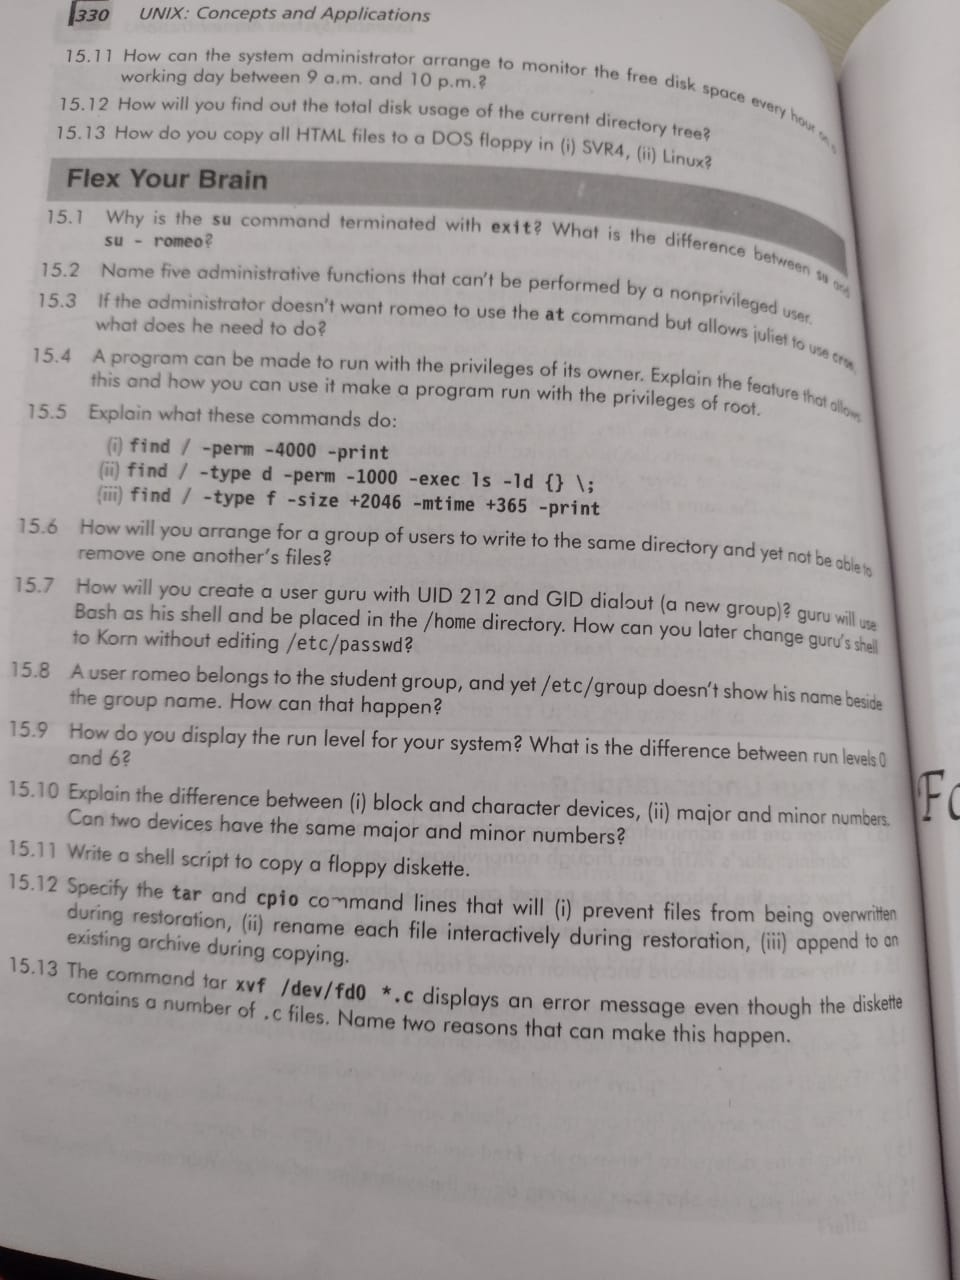 330 UNIX: Concepts and Applications
15.11 How can the system administrator arrange to monitor the free disk space every hour on a
working day between 9 a.m. and 10 p.m.?
15.12 How will you find out the total disk usage of the current directory tree?
15.13 How do you copy all HTML files to a DOS floppy in (i) SVR4, (ii) Linux?
Flex Your Brain
15.1 Why is the su command terminated with exit? What is the difference between su and
su - romeo?
15.2 Name five administrative functions that can't be performed by a nonprivileged user.
15.3 If the administrator doesn't want romeo to use the at command but allows juliet to use cron,
what does he need to do?
15.4 A program can be made to run with the privileges of its owner. Explain the feature that allows
this and how you can use it make a program run with the privileges of root.
15.5 Explain what these commands do:
(i) find / -perm -4000 -print
(ii) find / -type d -perm -1000 -exec ls -ld {} \;
(iii) find / -type f -size +2046 -mtime +365 -print
15.6 How will you arrange for a group of users to write to the same directory and yet not be able to
remove one another's files?
15.7 How will you create a user guru with UID 212 and GID dialout (a new group)? guru will use
Bash as his shell and be placed in the /home directory. How can you later change guru's shell
to Korn without editing /etc/passwd?
15.8 A user romeo belongs to the student group, and yet /etc/group doesn't show his name beside
the group name. How can that happen?
15.9 How do you display the run level for your system? What is the difference between run levels 0
and 6?
15.10 Explain the difference between (i) block and character devices, (ii) major and minor numbers.
Can two devices have the same major and minor numbers?
15.11 Write a shell script to copy a floppy diskette.
15.12 Specify the tar and cpio command lines that will (i) prevent files from being overwritten
during restoration, (ii) rename each file interactively during restoration, (iii) append to an
existing archive during copying.
15.13 The command tar xvf /dev/fd0 *.c displays an error message even though the diskette
contains a number of .c files. Name two reasons that can make this happen.